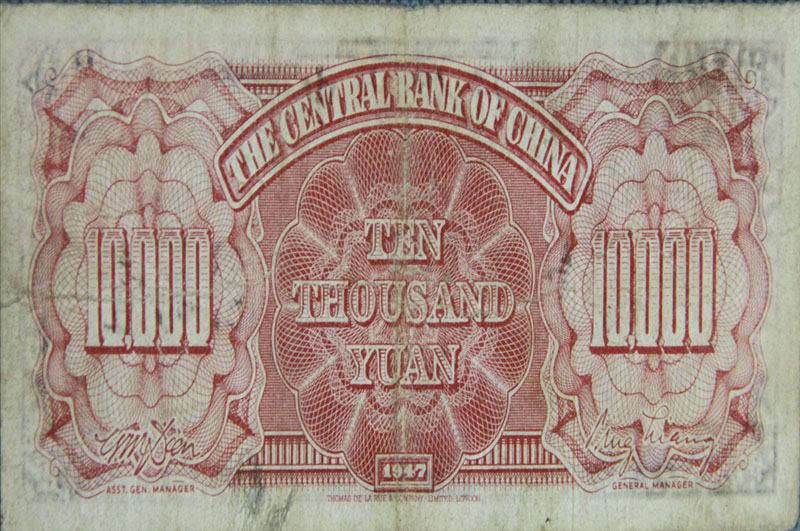 THE CENTRAL BANK OF CHINA
10,000
TEN
THOUSAND
YUAN
10,000
ASST. GEN. MANAGER
1947
GENERAL MANAGER
THOMAS DE LA RUE & COMPANY LIMITED LONDON